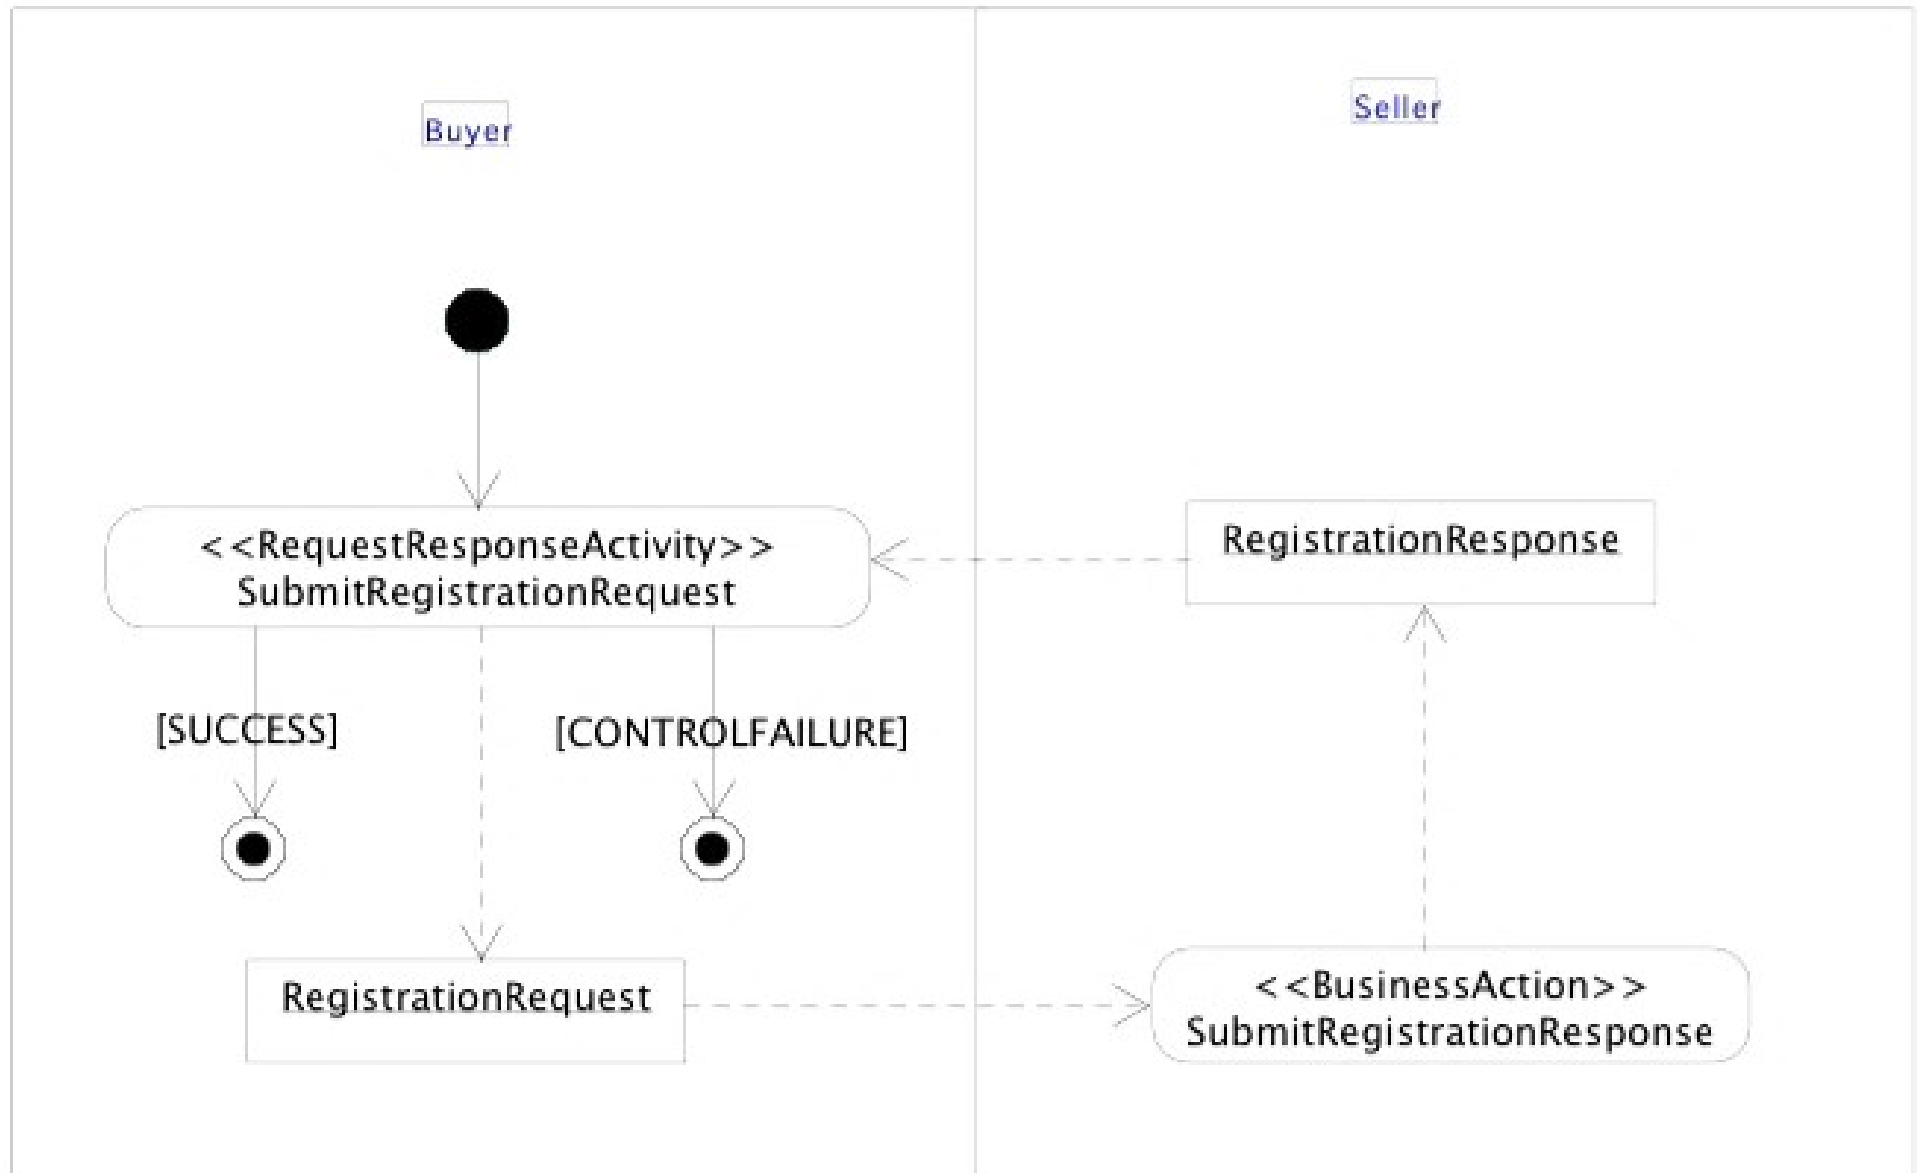 Buyer
Seller
<<RequestResponseActivity>>
SubmitRegistrationRequest
RegistrationResponse
[SUCCESS]
[CONTROLFAILURE]
RegistrationRequest
<<BusinessAction>>
SubmitRegistrationResponse